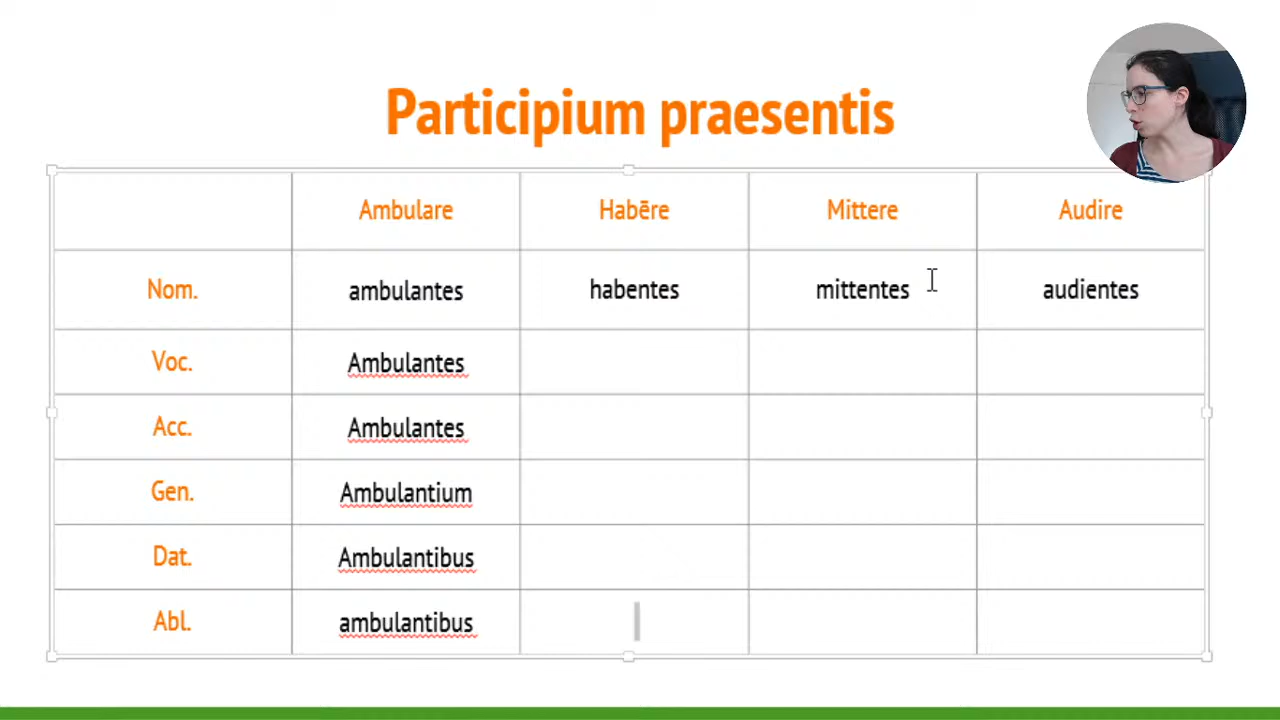 Participium praesentis
Ambulare Habēre Mittere Audire
Nom. ambulantes habentes mittentes audientes
Voc. Ambulantes
Acc. Ambulantes
Gen. Ambulantium
Dat. Ambulantibus
Abl. ambulantibus